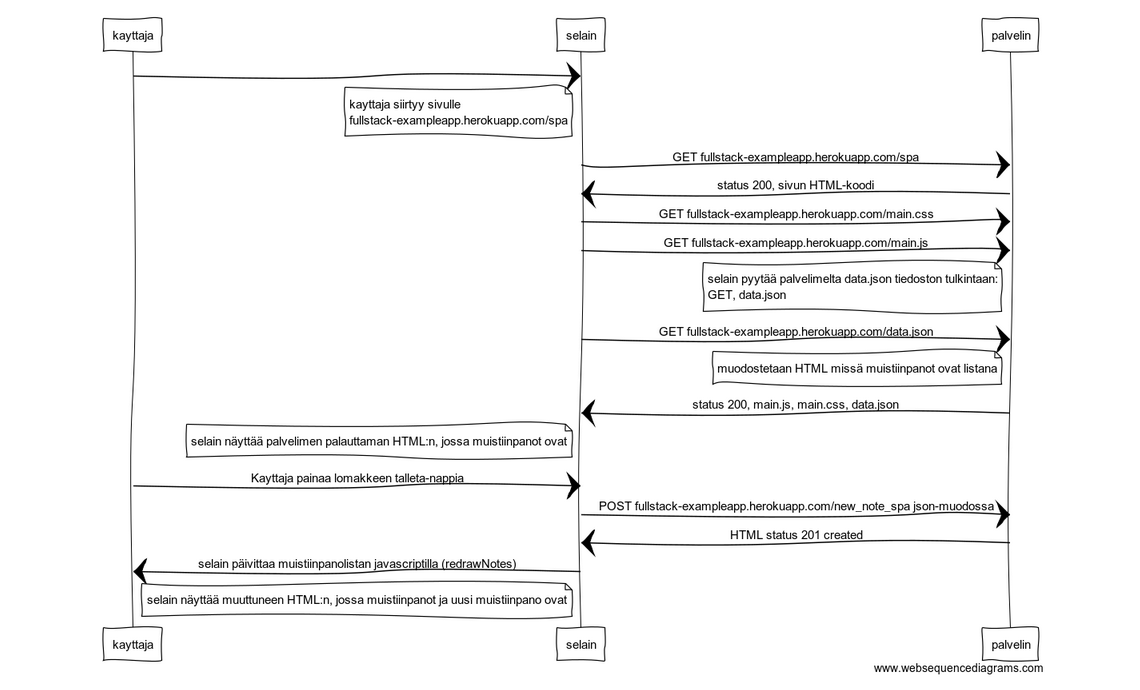 kayttaja
selain
palvelin
kayttaja siirtyy sivulle
fullstack-exampleapp.herokuapp.com/spa
GET fullstack-exampleapp.herokuapp.com/spa
status 200, sivun HTML-koodi
GET fullstack-exampleapp.herokuapp.com/main.css
GET fullstack-exampleapp.herokuapp.com/main.js
selain pyytää palvelimelta data.json tiedoston tulkintaan:
GET, data.json
GET fullstack-exampleapp.herokuapp.com/data.json
muodostetaan HTML missä muistiinpanot ovat listana
status 200, main.js, main.css, data.json
selain näyttää palvelimen palauttaman HTML:n, jossa muistiinpanot ovat
Kayttaja painaa lomakkeen talleta-nappia
POST fullstack-exampleapp.herokuapp.com/new_note_spa json-muodossa
HTML status 201 created
selain päivittaa muistiinpanolistan javascriptilla (redrawNotes)
selain näyttää muuttuneen HTML:n, jossa muistiinpanot ja uusi muistiinpano ovat
kayttaja
selain
palvelin
www.websequencediagrams.com